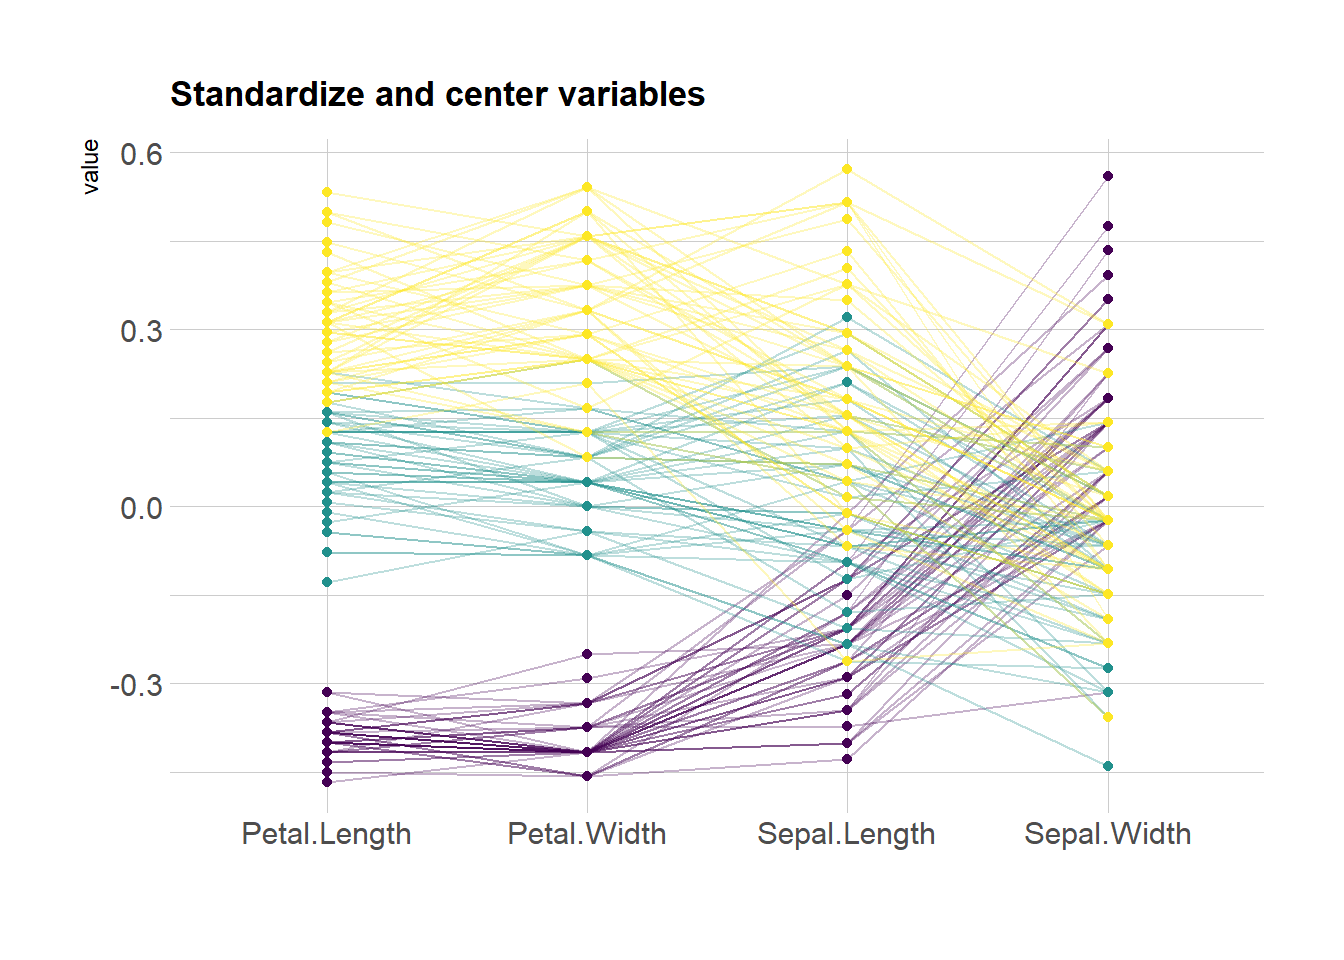 Standardize and center variables
value
0.6
0.3
0.0
-0.3
Petal.Length Petal.Width Sepal.Length Sepal.Width